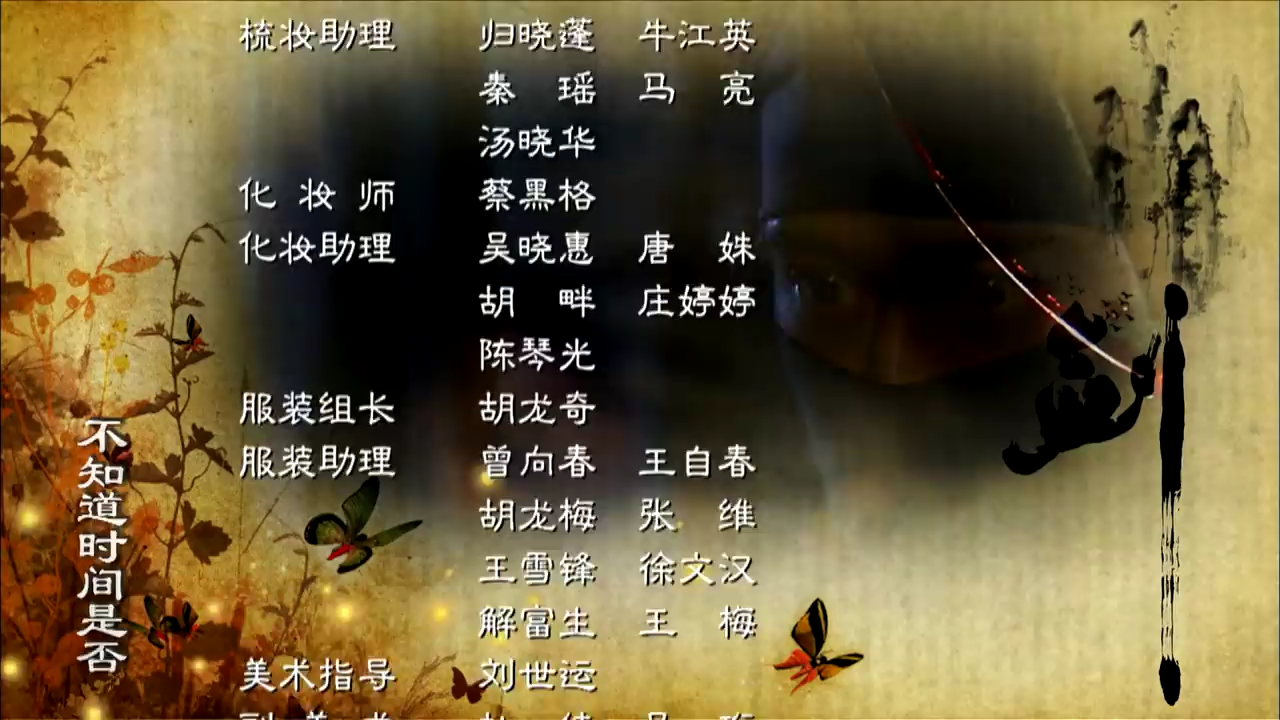 梳妆助理 归晓蓬 牛江英
秦瑶 马亮
汤晓华
化妆师 蔡黑格
化妆助理 吴晓惠 唐姝
胡畔 庄婷婷
陈琴光
服装组长 胡龙奇
服装助理 曾向春 王自春
胡龙梅 张维
王雪锋 徐文汉
解富生 王梅
美术指导 刘世运
不知道时间是否